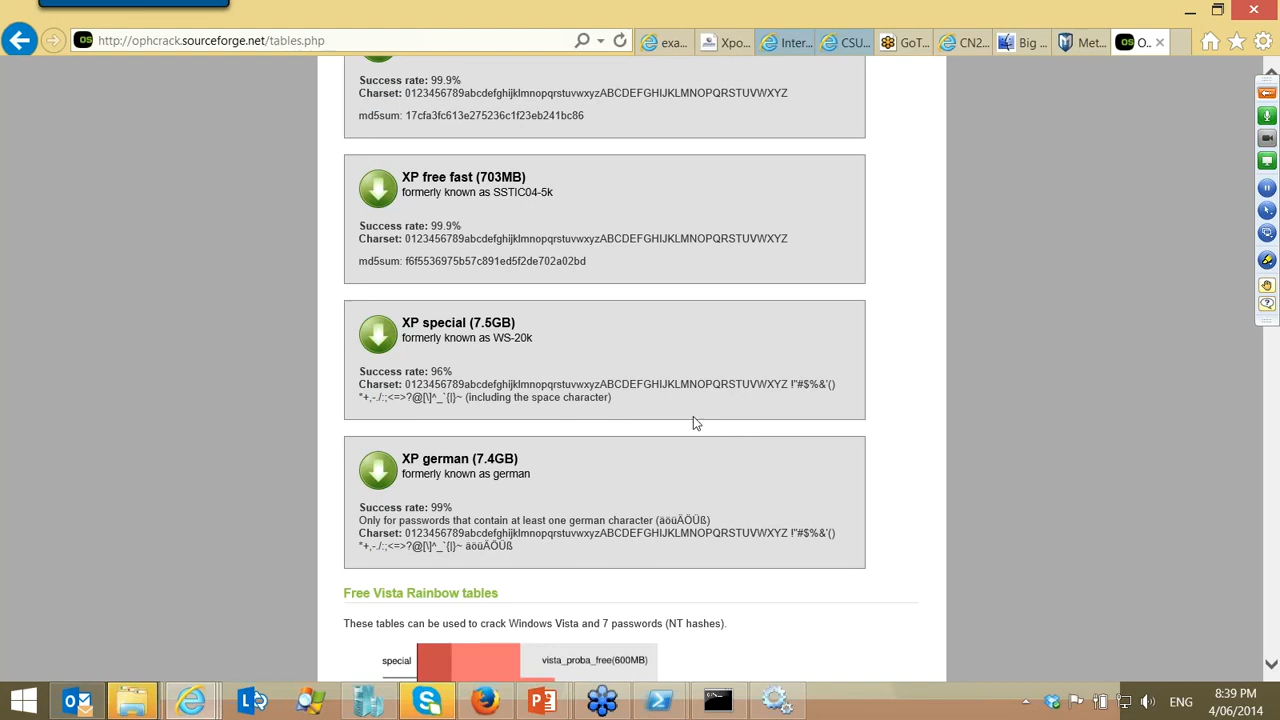 http://ophcrack.sourceforge.net/tables.php
exa...
Xpo...
Inter...
CSU...
GoT...
CN2...
Big ...
Met...
O...
Success rate: 99.9%
Charset: 0123456789abcdefghijklmnopqrstuvwxyzABCDEFGHIJKLMNOPQRSTUVWXYZ
md5sum: 17cfa3fc613e275236c1f23eb241bc86
XP free fast (703MB)
formerly known as SSTIC04-5k
Success rate: 99.9%
Charset: 0123456789abcdefghijklmnopqrstuvwxyzABCDEFGHIJKLMNOPQRSTUVWXYZ
md5sum: f6f5536975b57c891ed5f2de702a02bd
XP special (7.5GB)
formerly known as WS-20k
Success rate: 96%
Charset: 0123456789abcdefghijklmnopqrstuvwxyzABCDEFGHIJKLMNOPQRSTUVWXYZ !"#$%&'()
*+,-./:;<=>?@[\]^_`{|}~ (including the space character)
XP german (7.4GB)
formerly known as german
Success rate: 99%
Only for passwords that contain at least one german character (äöüÄÖÜß)
Charset: 0123456789abcdefghijklmnopqrstuvwxyzABCDEFGHIJKLMNOPQRSTUVWXYZ !"#$%&'()
*+,-./:;<=>?@[\]^_`{|}~ äöüÄÖÜß
Free Vista Rainbow tables
These tables can be used to crack Windows Vista and 7 passwords (NT hashes).
special
vista_proba_free(600MB)
ENG
8:39 PM
4/06/2014